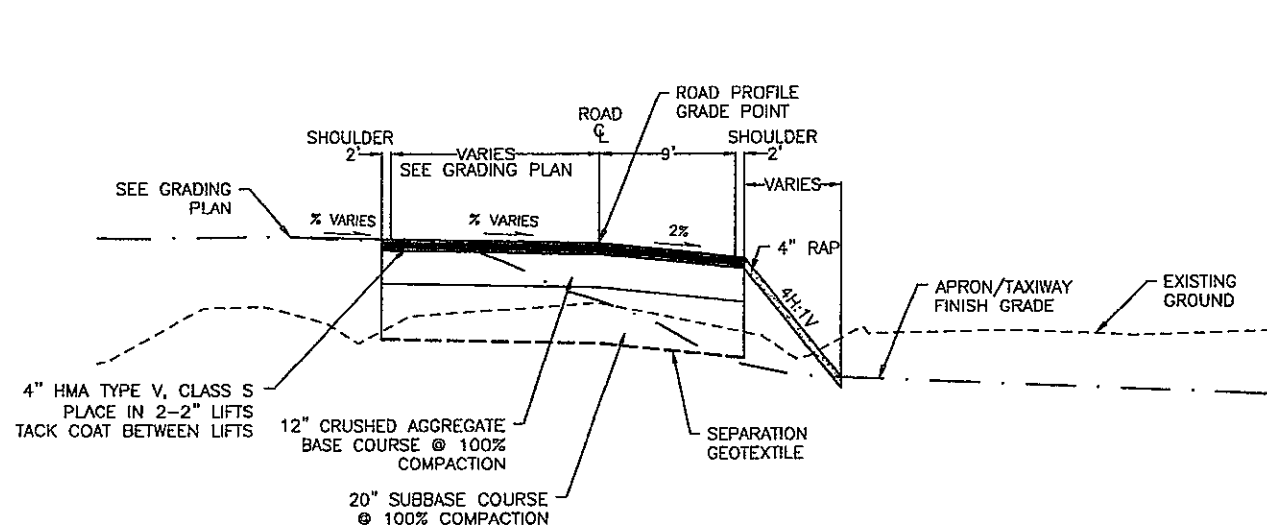 ROAD PROFILE
GRADE POINT
ROAD
℄
SHOULDER
2'
VARIES
SEE GRADING PLAN
9'
SHOULDER
2'
VARIES
SEE GRADING
PLAN
% VARIES
% VARIES
2%
4" RAP
4H:1V
APRON/TAXIWAY
FINISH GRADE
EXISTING
GROUND
4" HMA TYPE V, CLASS S
PLACE IN 2-2" LIFTS
TACK COAT BETWEEN LIFTS
12" CRUSHED AGGREGATE
BASE COURSE @ 100%
COMPACTION
SEPARATION
GEOTEXTILE
20" SUBBASE COURSE
@ 100% COMPACTION